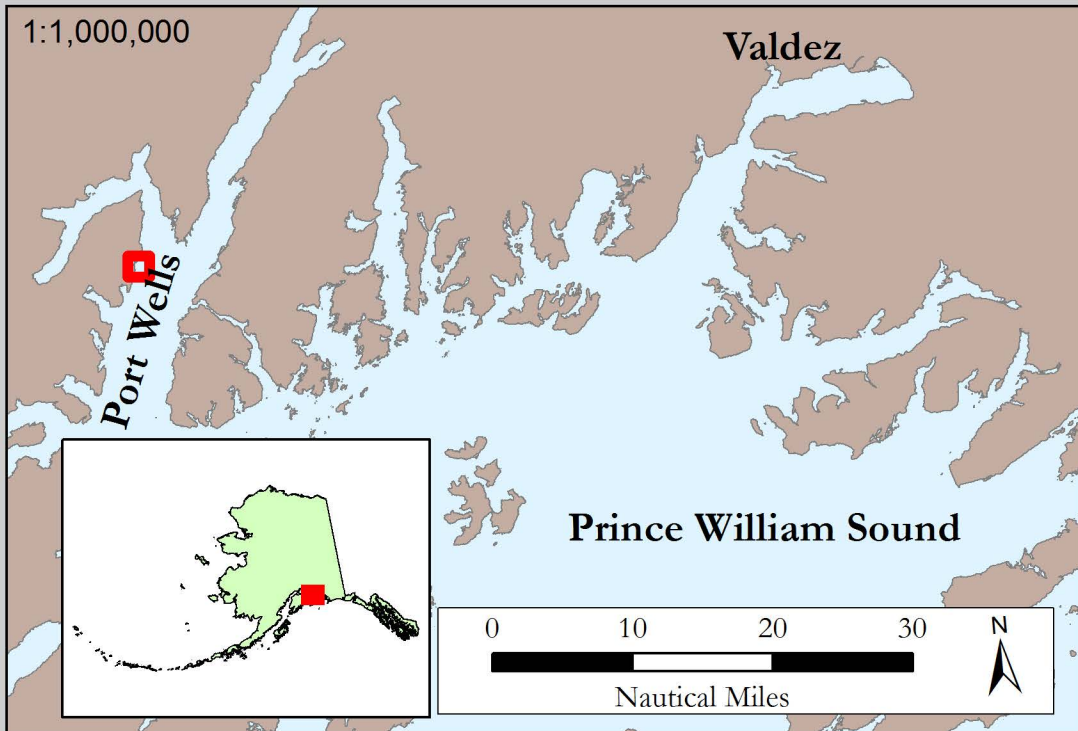 1:1,000,000
Valdez
Port Wells
Prince William Sound
0 10 20 30
Nautical Miles
N